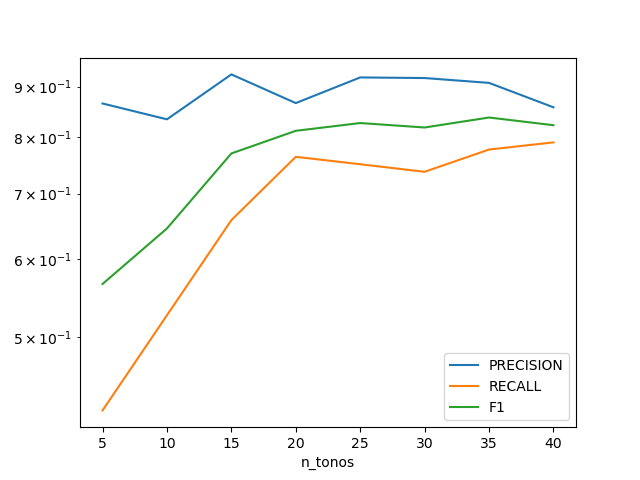 9 × 10⁻¹
8 × 10⁻¹
7 × 10⁻¹
6 × 10⁻¹
5 × 10⁻¹
PRECISION
RECALL
F1
5 10 15 20 25 30 35 40
n_tonos